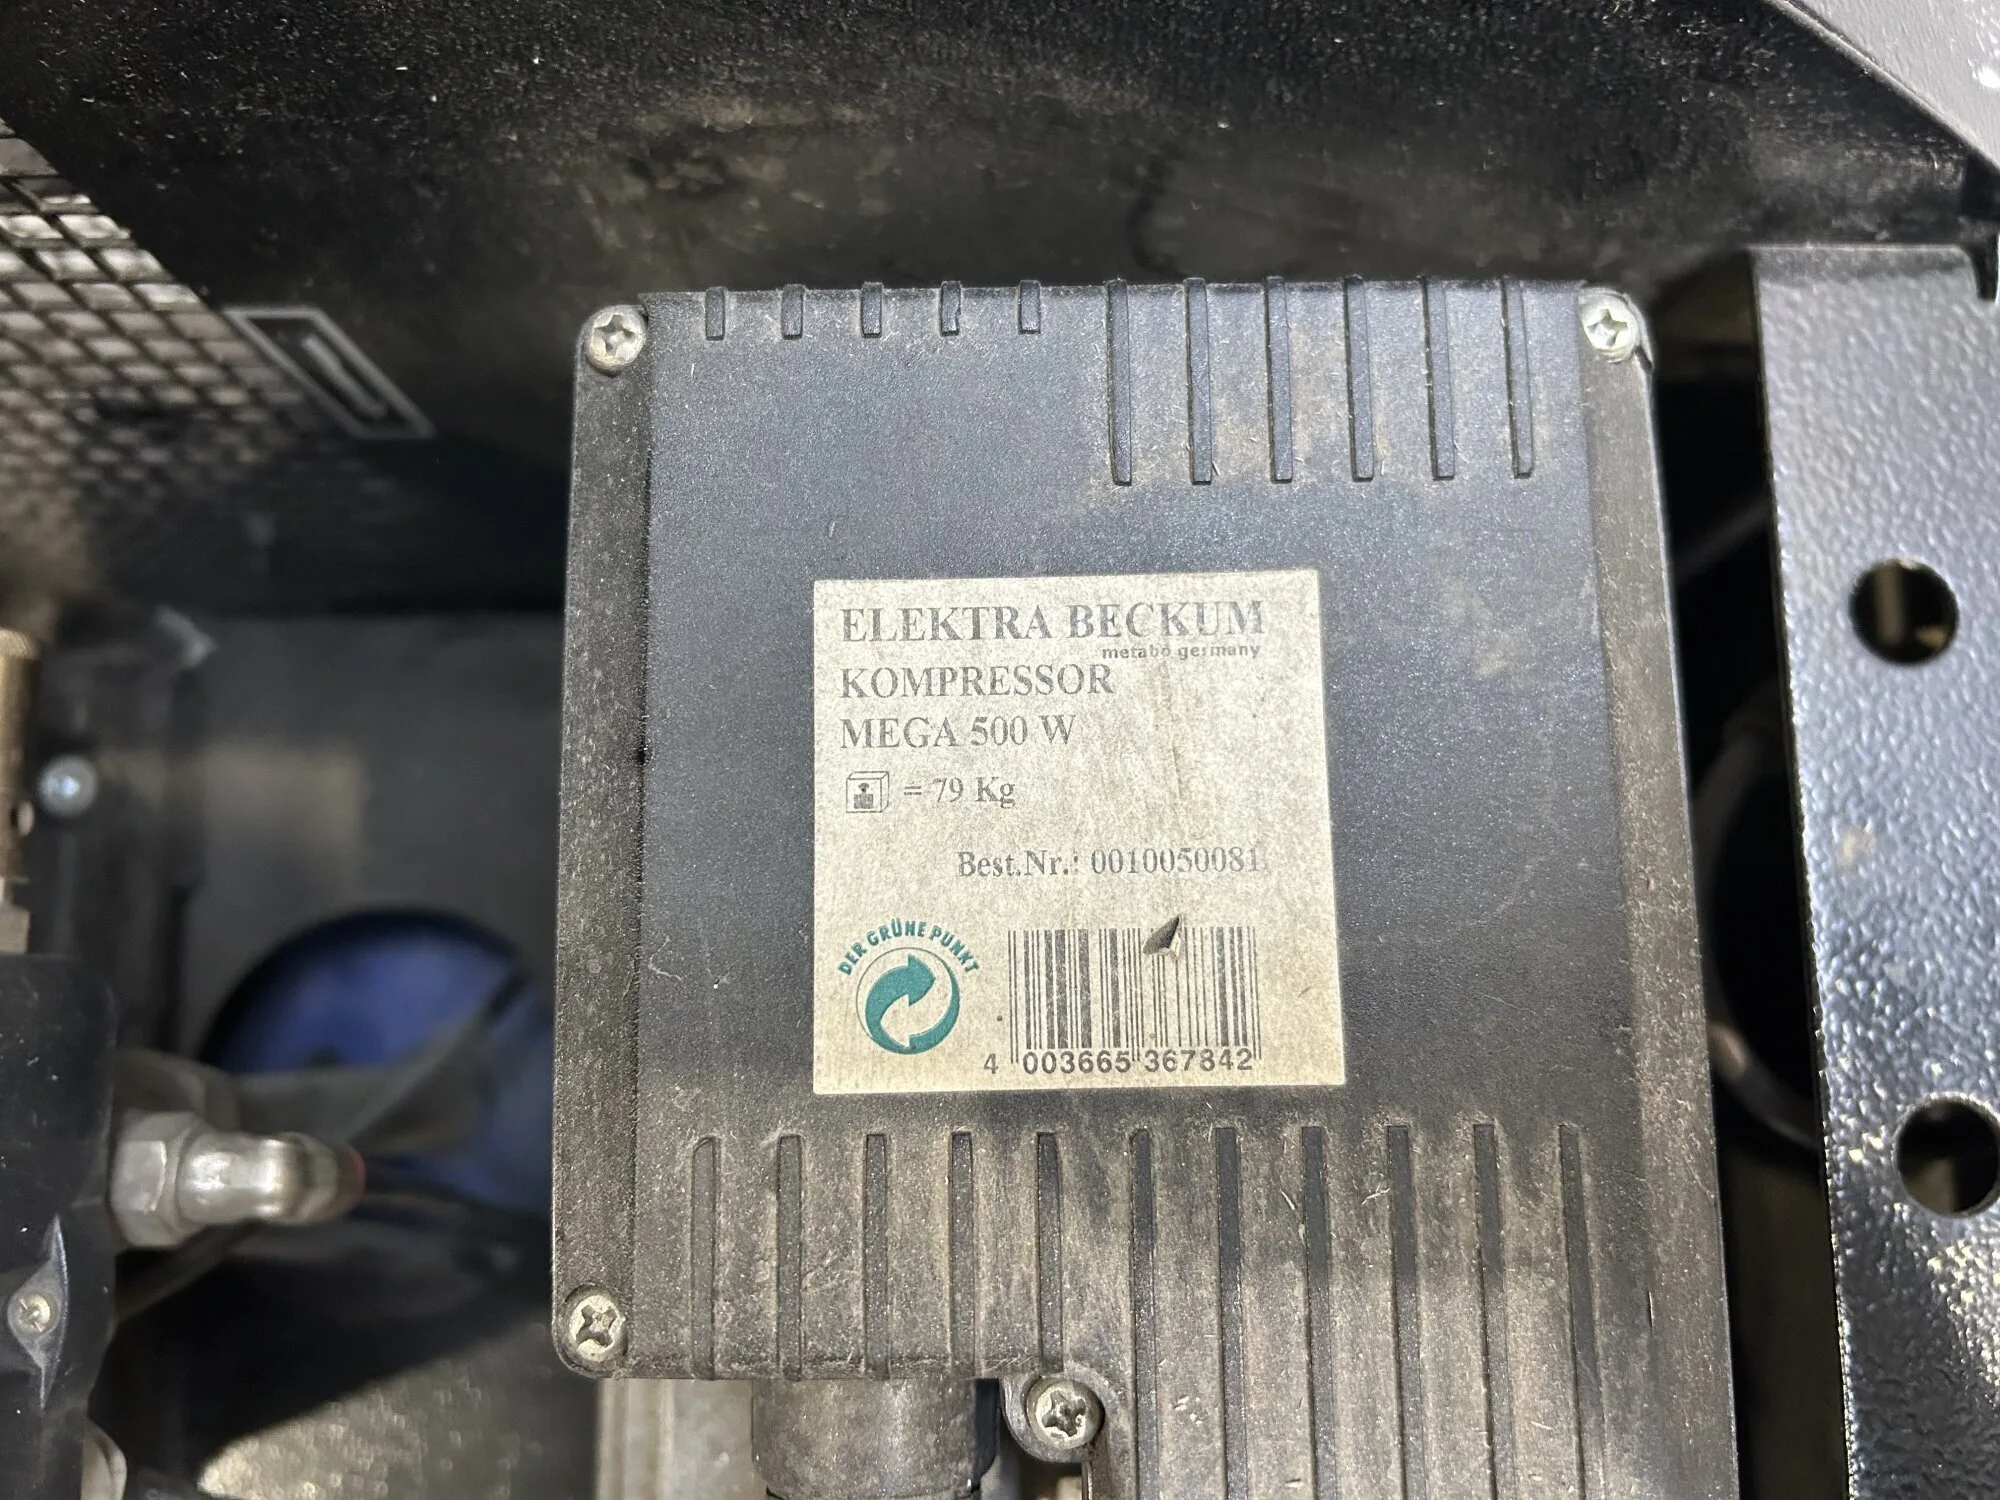 ELEKTRA BECKUM
metabo germany
KOMPRESSOR
MEGA 500 W
= 79 Kg
Best.Nr.: 0010050081
DER GRÜNE PUNKT
4 003665 367842